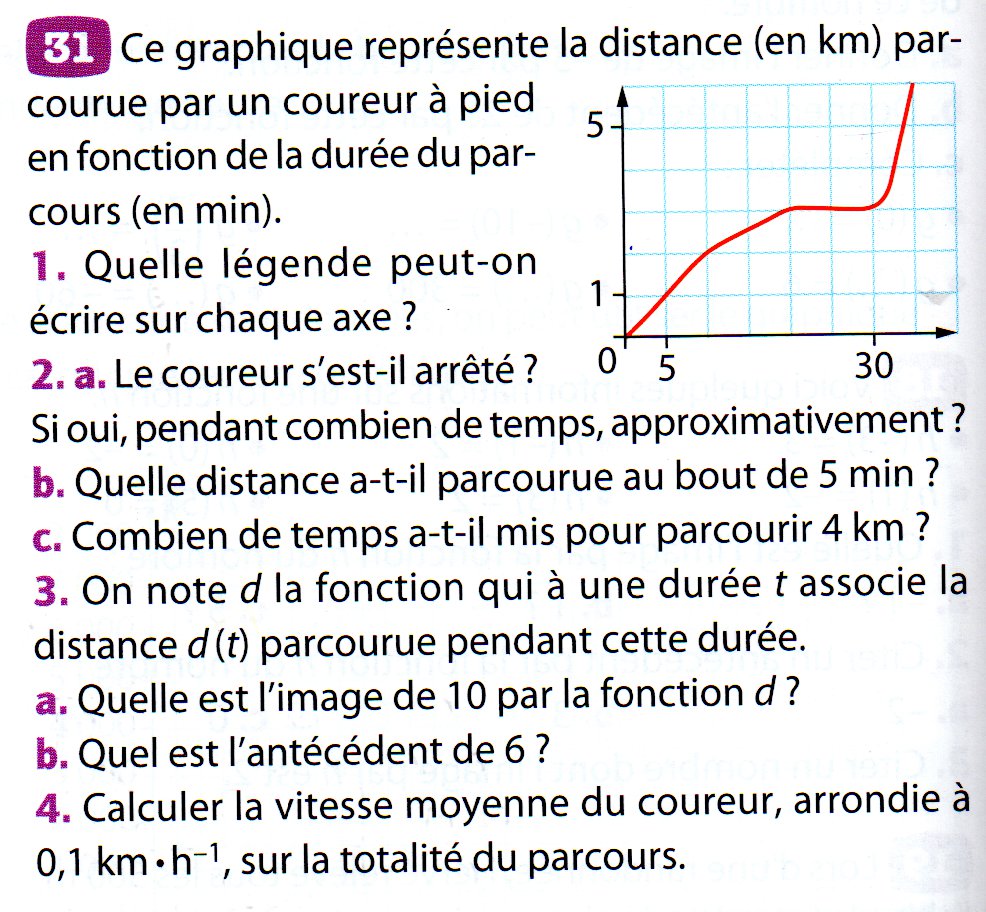 31 Ce graphique représente la distance (en km) par-
courue par un coureur à pied
en fonction de la durée du par-
cours (en min).
1. Quelle légende peut-on
écrire sur chaque axe ?
2. a. Le coureur s'est-il arrêté ?
5
1
0 5 30
Si oui, pendant combien de temps, approximativement ?
b. Quelle distance a-t-il parcourue au bout de 5 min ?
c. Combien de temps a-t-il mis pour parcourir 4 km ?
3. On note d la fonction qui à une durée t associe la
distance d (t) parcourue pendant cette durée.
a. Quelle est l'image de 10 par la fonction d ?
b. Quel est l'antécédent de 6 ?
4. Calculer la vitesse moyenne du coureur, arrondie à
0,1 km • h⁻¹, sur la totalité du parcours.